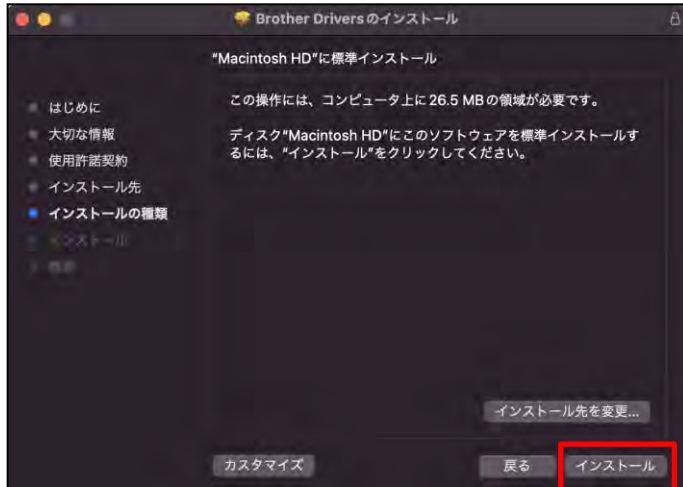 Brother Driversのインストール
“Macintosh HD”に標準インストール
はじめに
大切な情報
使用許諾契約
インストール先
インストールの種類
インストール
概要
この操作には、コンピュータ上に26.5 MBの領域が必要です。
ディスク“Macintosh HD”にこのソフトウェアを標準インストールす
るには、“インストール”をクリックしてください。
インストール先を変更...
カスタマイズ
戻る
インストール